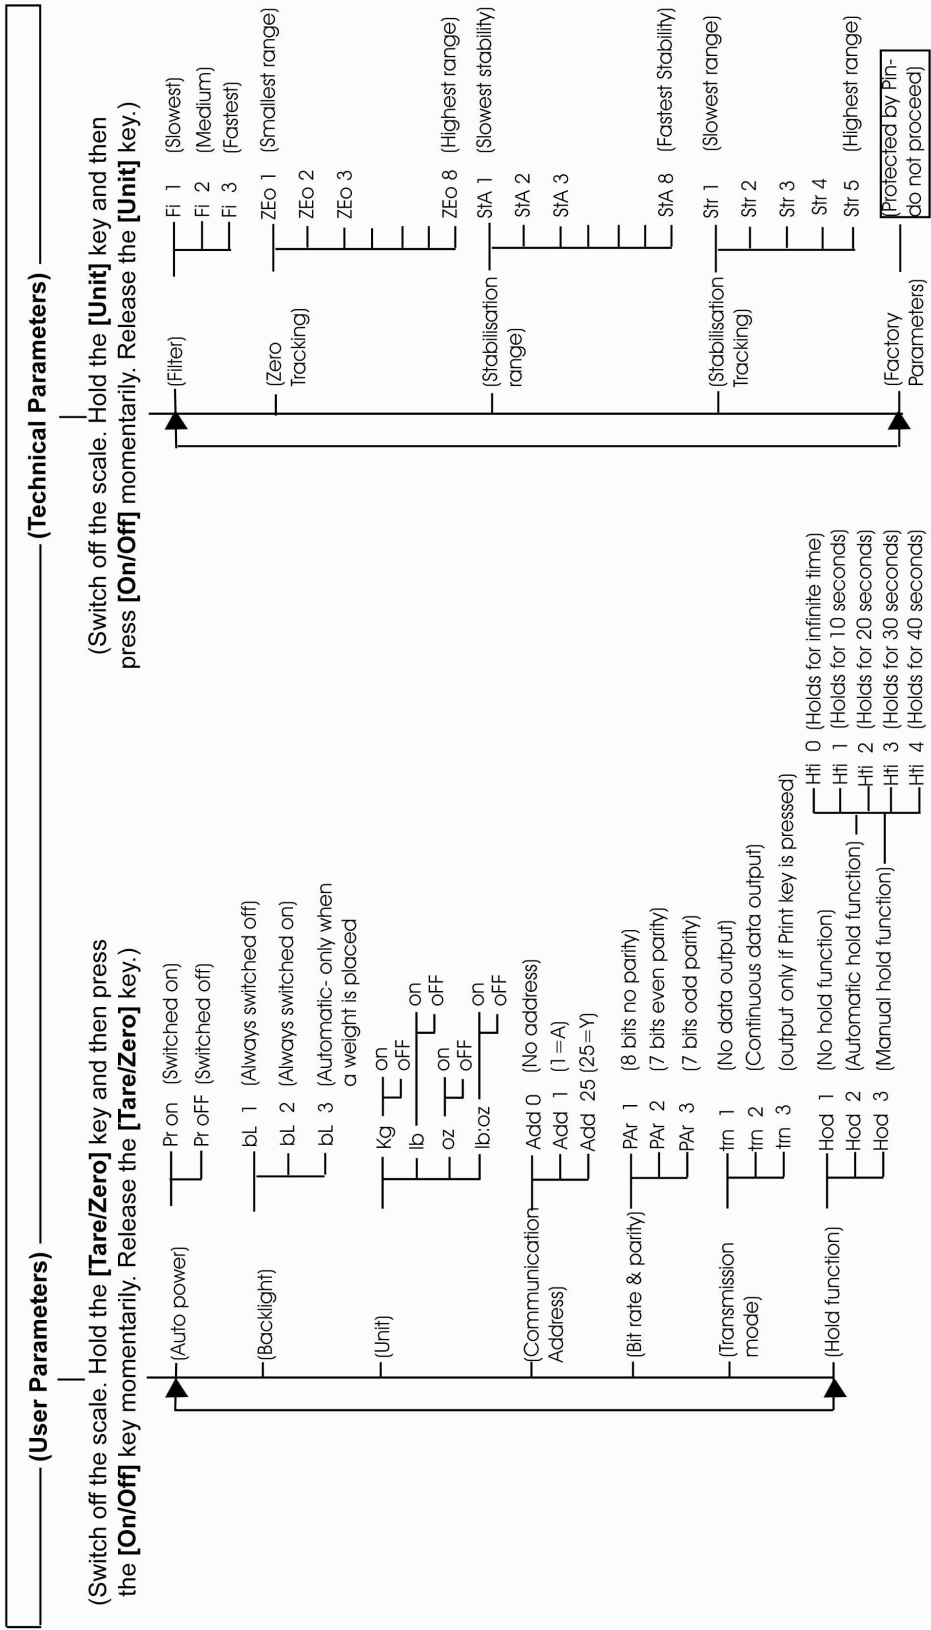 (User Parameters)
(Switch off the scale. Hold the [Tare/Zero] key and then press
the [On/Off] key momentarily. Release the [Tare/Zero] key.)
(Auto power)
Pr on (Switched on)
Pr oFF (Switched off)
(Backlight)
bL 1 (Always switched off)
bL 2 (Always switched on)
bL 3 (Automatic- only when
a weight is placed
(Unit)
Kg
on
oFF
lb
on
oFF
oz
on
oFF
lb:oz
on
oFF
(Communication
Address)
Add 0 (No address)
Add 1 (1=A)
Add 25 (25=Y)
(Bit rate & parity)
PAr 1 (8 bits no parity)
PAr 2 (7 bits even parity)
PAr 3 (7 bits odd parity)
(Transmission
mode)
trn 1 (No data output)
trn 2 (Continuous data output)
trn 3 (output only if Print key is pressed)
(Hold function)
Hod 1 (No hold function)
Hod 2 (Automatic hold function)
Hod 3 (Manual hold function)
Hti 0 (Holds for infinite time)
Hti 1 (Holds for 10 seconds)
Hti 2 (Holds for 20 seconds)
Hti 3 (Holds for 30 seconds)
Hti 4 (Holds for 40 seconds)
(Technical Parameters)
(Switch off the scale. Hold the [Unit] key and then
press [On/Off] momentarily. Release the [Unit] key.)
(Filter)
Fi 1 (Slowest)
Fi 2 (Medium)
Fi 3 (Fastest)
(Zero
Tracking)
ZEo 1 (Smallest range)
ZEo 2
ZEo 3
ZEo 8 (Highest range)
(Stabilisation
range)
StA 1 (Slowest stability)
StA 2
StA 3
StA 8 (Fastest Stability)
(Stabilisation
Tracking)
Str 1 (Slowest range)
Str 2
Str 3
Str 4
Str 5 (Highest range)
(Factory
Parameters)
(Protected by Pin-
do not proceed)